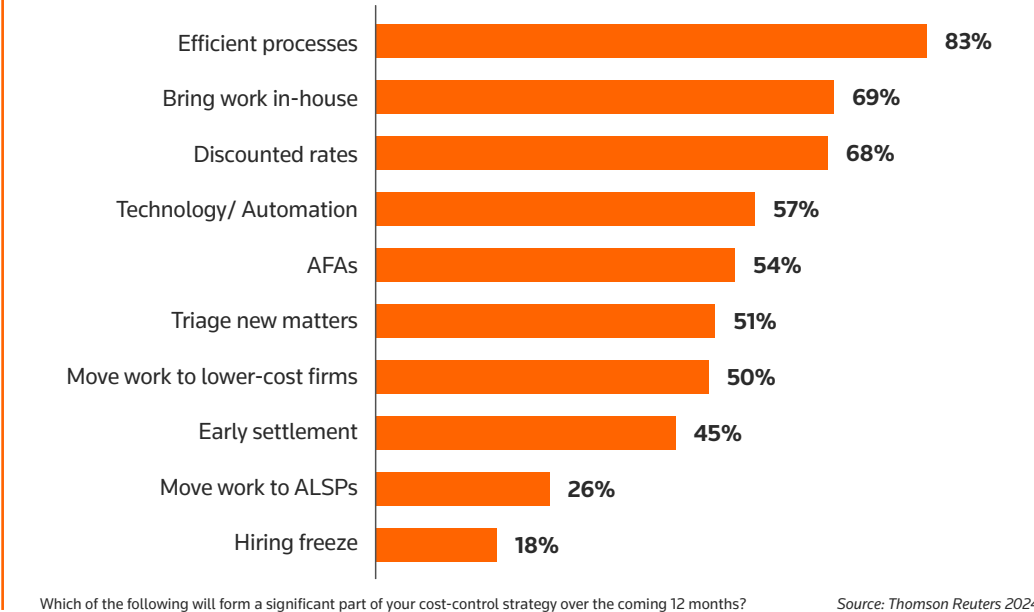 Efficient processes 83%
Bring work in-house 69%
Discounted rates 68%
Technology/ Automation 57%
AFAs 54%
Triage new matters 51%
Move work to lower-cost firms 50%
Early settlement 45%
Move work to ALSPs 26%
Hiring freeze 18%
Which of the following will form a significant part of your cost-control strategy over the coming 12 months? Source: Thomson Reuters 2024